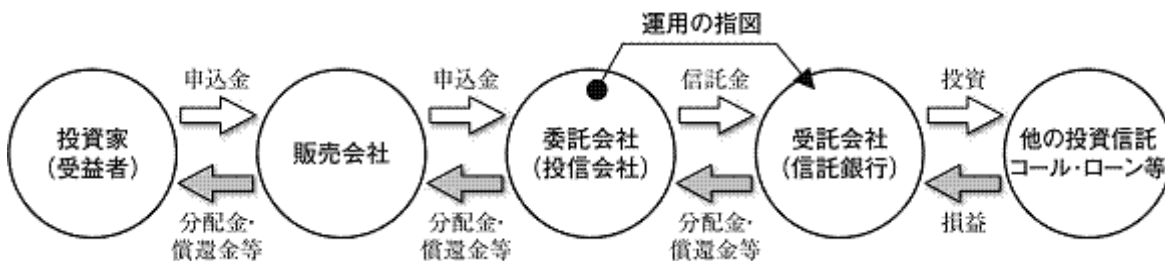 運用の指図
申込金
申込金
信託金
投資
投資家
(受益者)
販売会社
委託会社
(投信会社)
受託会社
(信託銀行)
他の投資信託
コール・ローン等
分配金・
償還金等
分配金・
償還金等
分配金・
償還金等
損益